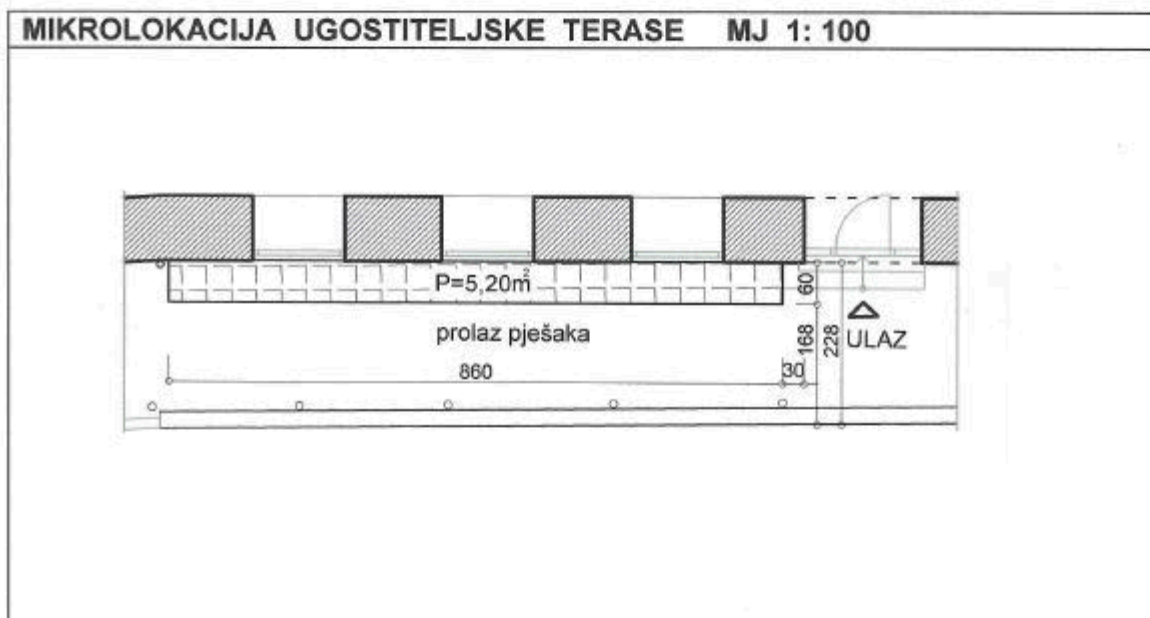 MIKROLOKACIJA UGOSTITELJSKE TERASE MJ 1: 100
P=5,20m²
60
prolaz pješaka
168
228
ULAZ
860
30